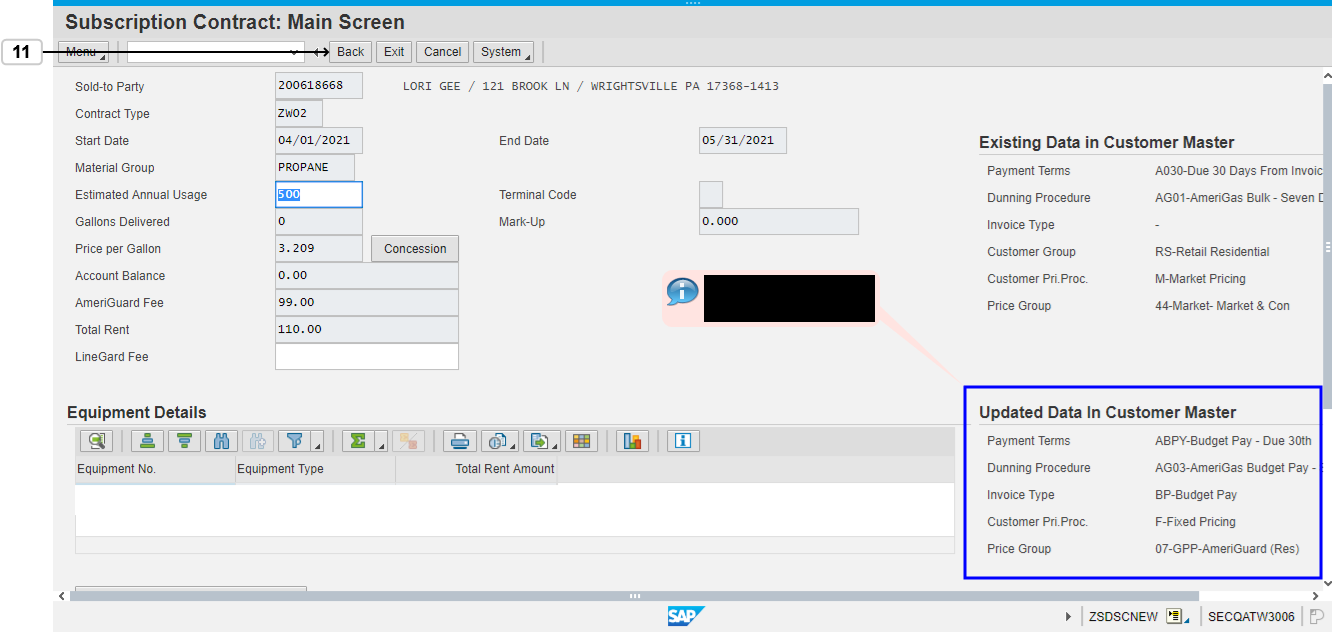 Subscription Contract: Main Screen
11
Menu Back Exit Cancel System
Sold-to Party 200618668 LORI GEE / 121 BROOK LN / WRIGHTSVILLE PA 17368-1413
Contract Type ZWO2
Start Date 04/01/2021 End Date 05/31/2021
Material Group PROPANE
Estimated Annual Usage 500 Terminal Code
Gallons Delivered 0 Mark-Up 0.000
Price per Gallon 3.209 Concession
Account Balance 0.00
AmeriGuard Fee 99.00
Total Rent 110.00
LineGard Fee
Existing Data in Customer Master
Payment Terms A030-Due 30 Days From Invoic
Dunning Procedure AG01-AmeriGas Bulk - Seven D
Invoice Type -
Customer Group RS-Retail Residential
Customer Pri.Proc. M-Market Pricing
Price Group 44-Market- Market & Con
Equipment Details
Equipment No. Equipment Type Total Rent Amount
Updated Data In Customer Master
Payment Terms ABPY-Budget Pay - Due 30th
Dunning Procedure AG03-AmeriGas Budget Pay -
Invoice Type BP-Budget Pay
Customer Pri.Proc. F-Fixed Pricing
Price Group 07-GPP-AmeriGuard (Res)
SAP ZSDSCNEW SECQATW3006